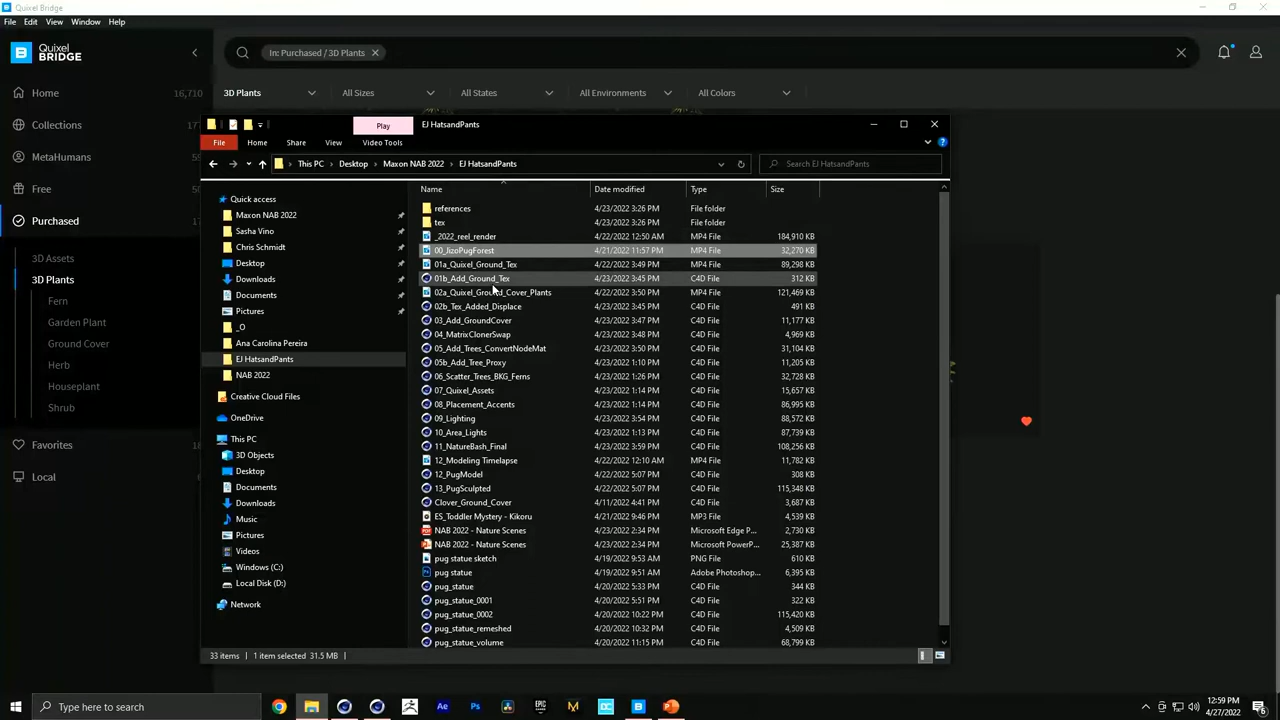 Quixel Bridge
File Edit View Window Help
Quixel
BRIDGE
In: Purchased / 3D Plants
Home 16,710
3D Plants All Sizes All States All Environments All Colors
Collections
MetaHumans
Free
Purchased
3D Assets
3D Plants
Fern
Garden Plant
Ground Cover
Herb
Houseplant
Shrub
Favorites
Local
Play EJ HatsandPants
File Home Share View Video Tools
This PC > Desktop > Maxon NAB 2022 > EJ HatsandPants Search EJ HatsandPants
Quick access
Maxon NAB 2022
Sasha Vino
Chris Schmidt
Desktop
Downloads
Documents
Pictures
_O
Ana Carolina Pereira
EJ HatsandPants
NAB 2022
Creative Cloud Files
OneDrive
This PC
3D Objects
Desktop
Documents
Downloads
Music
Pictures
Videos
Windows (C:)
Local Disk (D:)
Network
Name Date modified Type Size
references 4/23/2022 3:26 PM File folder
tex 4/23/2022 3:26 PM File folder
_2022_reel_render 4/22/2022 12:50 AM MP4 File 184,910 KB
00_JizoPugForest 4/21/2022 11:57 PM MP4 File 32,270 KB
01a_Quixel_Ground_Tex 4/22/2022 3:49 PM MP4 File 89,298 KB
01b_Add_Ground_Tex 4/23/2022 3:45 PM C4D File 312 KB
02a_Quixel_Ground_Cover_Plants 4/22/2022 3:50 PM MP4 File 121,469 KB
02b_Tex_Added_Displace 4/23/2022 3:45 PM C4D File 491 KB
03_Add_GroundCover 4/23/2022 3:47 PM C4D File 11,177 KB
04_MatrixClonerSwap 4/23/2022 3:48 PM C4D File 4,969 KB
05_Add_Trees_ConvertNodeMat 4/23/2022 3:50 PM C4D File 31,104 KB
05b_Add_Tree_Proxy 4/23/2022 1:10 PM C4D File 11,205 KB
06_Scatter_Trees_BKG_Ferns 4/23/2022 1:26 PM C4D File 32,728 KB
07_Quixel_Assets 4/23/2022 1:14 PM C4D File 84,391 KB
08_Placement_Accents 4/23/2022 1:14 PM C4D File 86,995 KB
09_Lighting 4/23/2022 3:54 PM C4D File 88,572 KB
10_Area_Lights 4/23/2022 1:13 PM C4D File 87,739 KB
11_NatureBash_Final 4/23/2022 3:59 PM C4D File 108,256 KB
12_Modeling Timelapse 4/22/2022 12:10 AM MP4 File 11,782 KB
12_PugModel 4/22/2022 5:07 PM C4D File 308 KB
13_PugSculpted 4/22/2022 5:07 PM C4D File 115,348 KB
Clover_Ground_Cover 4/11/2022 4:41 PM C4D File 3,687 KB
ES_Toddler Mystery - Kikoru 4/21/2022 9:46 PM MP3 File 4,539 KB
NAB 2022 - Nature Scenes 4/23/2022 2:34 PM Microsoft Edge P... 2,730 KB
NAB 2022 - Nature Scenes 4/23/2022 2:34 PM Microsoft PowerP... 25,387 KB
pug statue sketch 4/19/2022 9:53 AM PNG File 610 KB
pug statue 4/19/2022 9:51 AM Adobe Photoshop... 6,395 KB
pug_statue 4/20/2022 5:33 PM C4D File 344 KB
pug_statue_0001 4/20/2022 5:51 PM C4D File 322 KB
pug_statue_0002 4/20/2022 10:22 PM C4D File 115,420 KB
pug_statue_remeshed 4/20/2022 10:32 PM C4D File 4,509 KB
pug_statue_volume 4/20/2022 11:15 PM C4D File 68,799 KB
33 items 1 item selected 31.5 MB
Type here to search
12:59 PM
4/27/2022